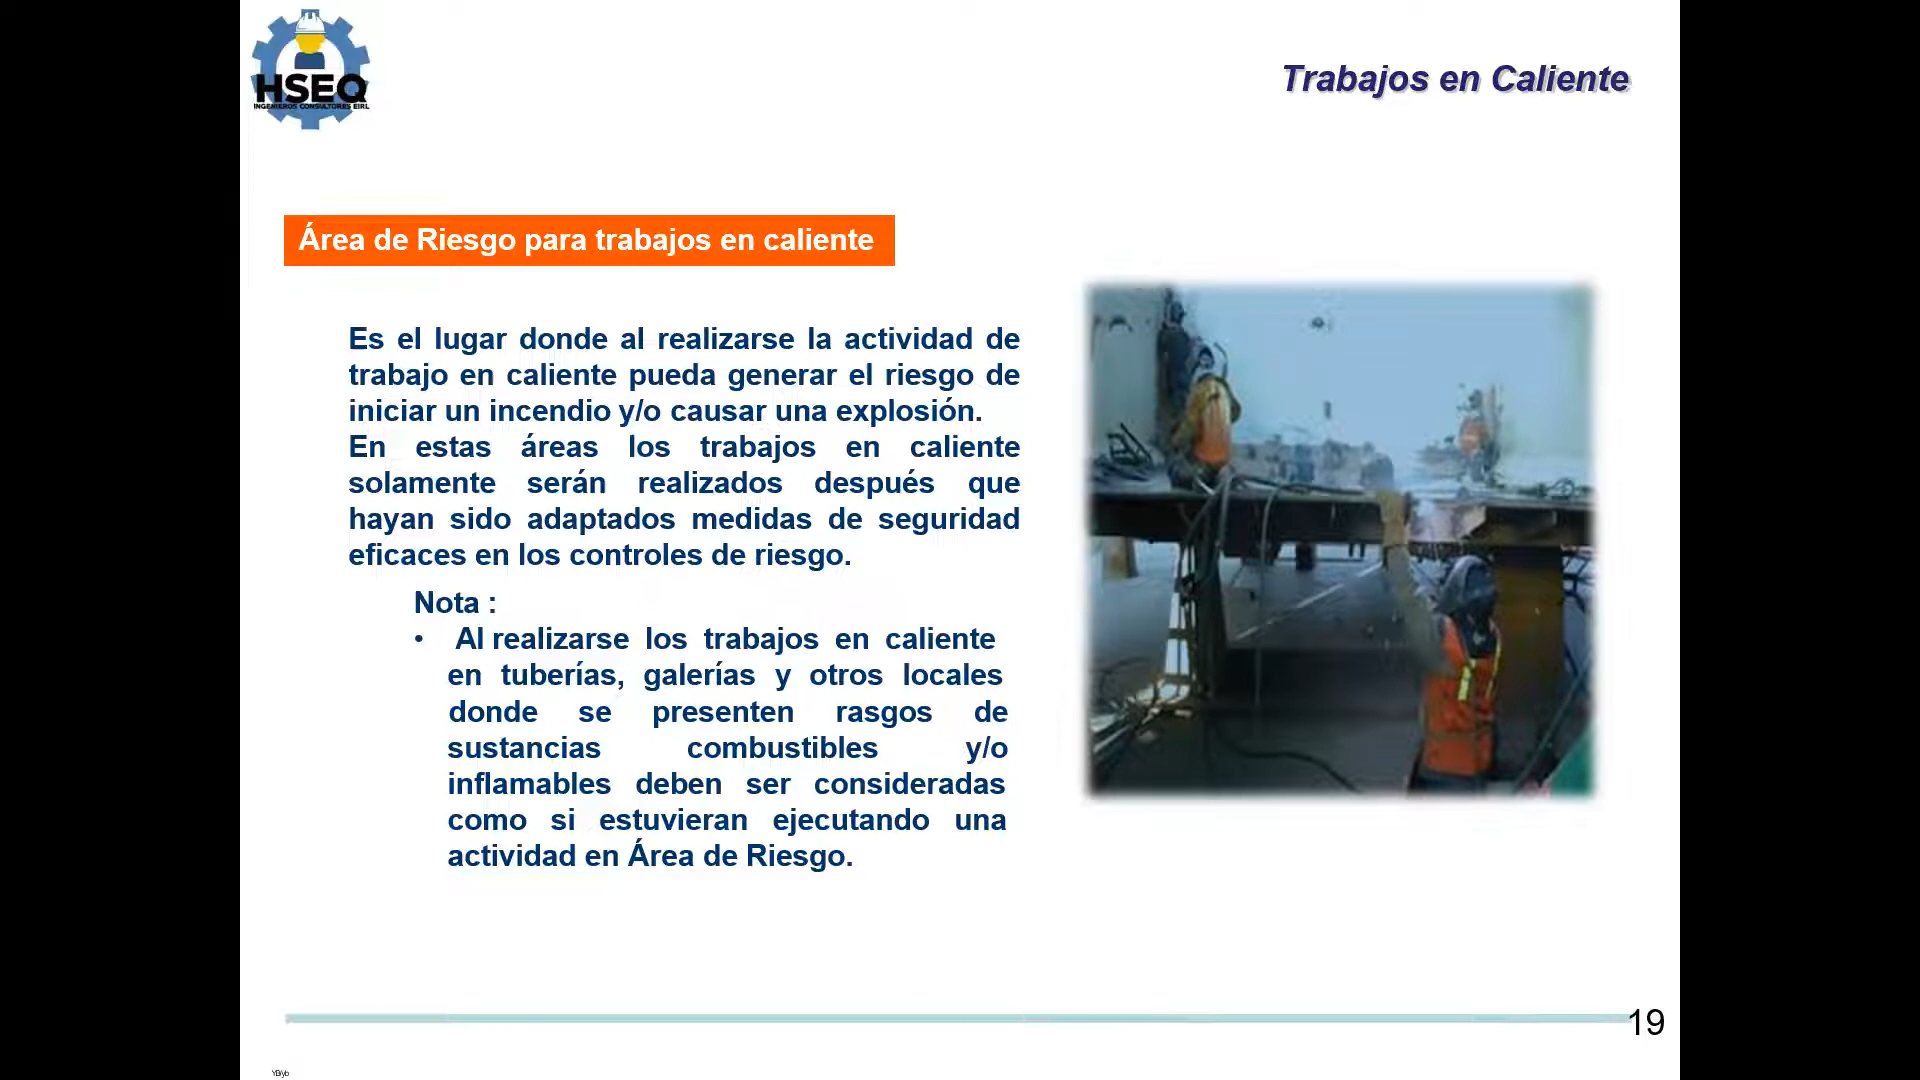 HSEQ
INGENIEROS CONSULTORES EIRL
Trabajos en Caliente
Área de Riesgo para trabajos en caliente
Es el lugar donde al realizarse la actividad de
trabajo en caliente pueda generar el riesgo de
iniciar un incendio y/o causar una explosión.
En estas áreas los trabajos en caliente
solamente serán realizados después que
hayan sido adaptados medidas de seguridad
eficaces en los controles de riesgo.
Nota :
• Al realizarse los trabajos en caliente
en tuberías, galerías y otros locales
donde se presenten rasgos de
sustancias combustibles y/o
inflamables deben ser consideradas
como si estuvieran ejecutando una
actividad en Área de Riesgo.
19